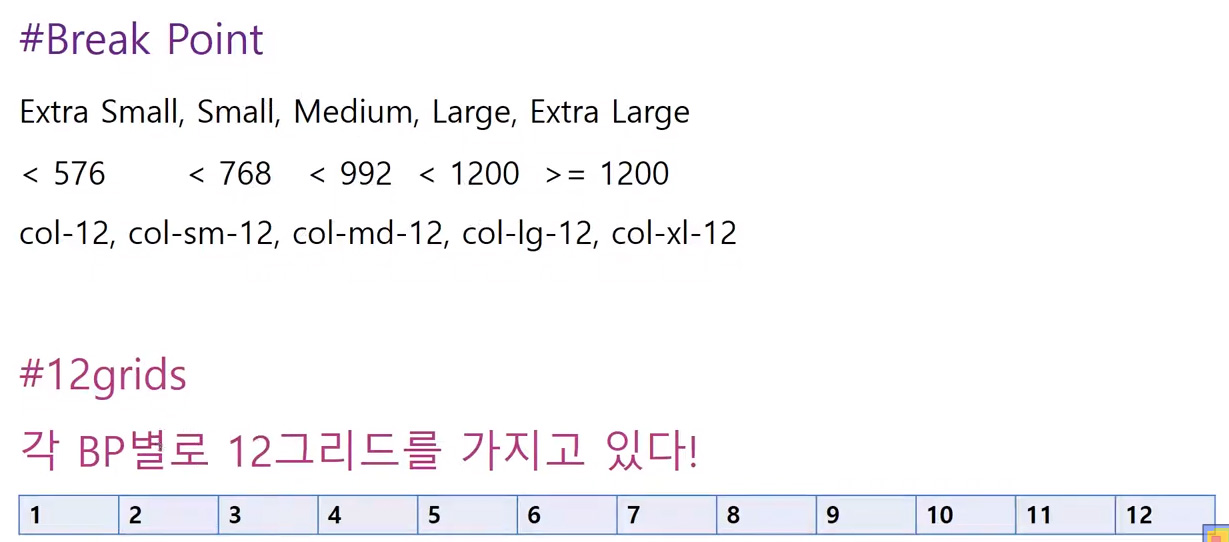 #Break Point
Extra Small, Small, Medium, Large, Extra Large
< 576 < 768 < 992 < 1200 >= 1200
col-12, col-sm-12, col-md-12, col-lg-12, col-xl-12
#12grids
각 BP별로 12그리드를 가지고 있다!
1 2 3 4 5 6 7 8 9 10 11 12